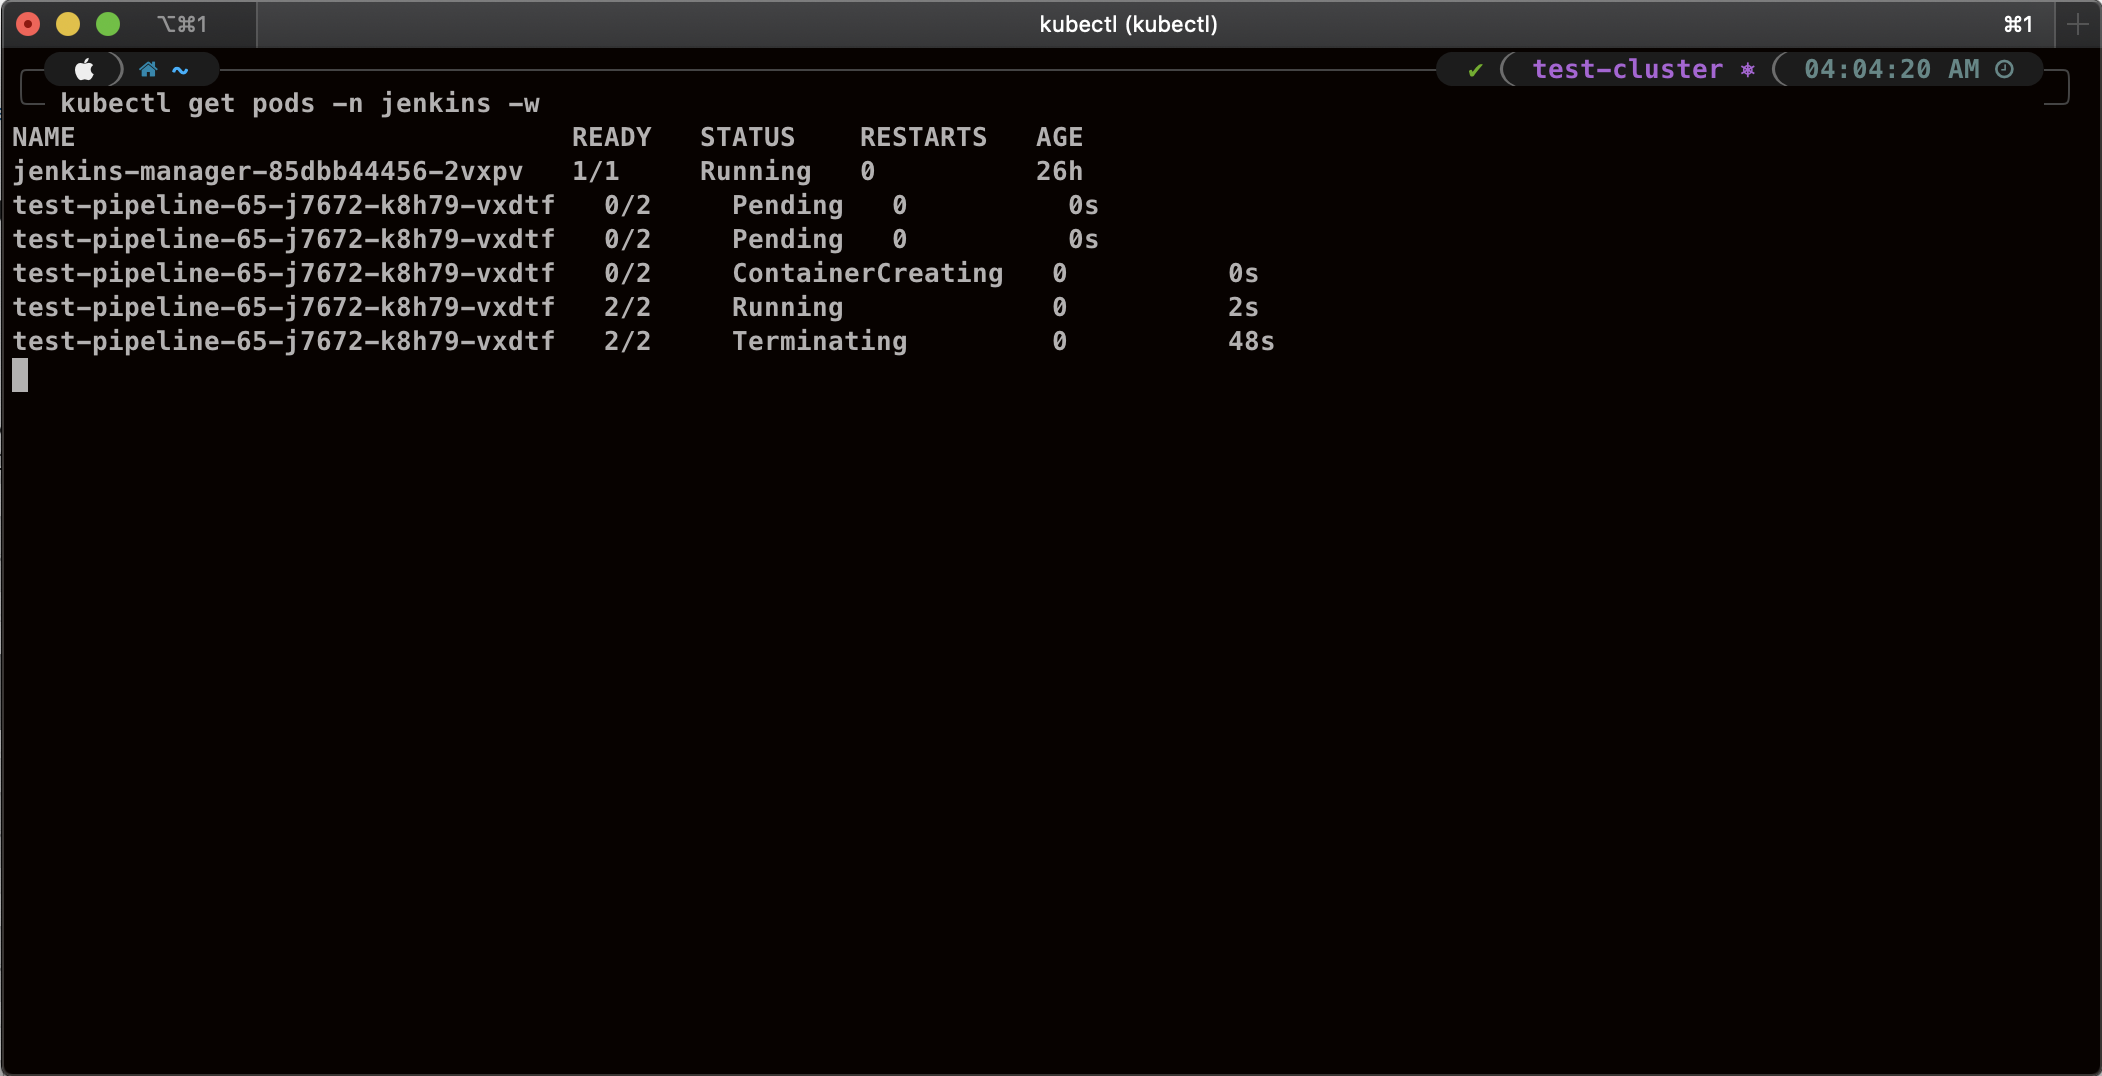 ⌥⌘1 kubectl (kubectl) ⌘1
~ ✔ test-cluster 04:04:20 AM
kubectl get pods -n jenkins -w
NAME READY STATUS RESTARTS AGE
jenkins-manager-85dbb44456-2vxpv 1/1 Running 0 26h
test-pipeline-65-j7672-k8h79-vxdtf 0/2 Pending 0 0s
test-pipeline-65-j7672-k8h79-vxdtf 0/2 Pending 0 0s
test-pipeline-65-j7672-k8h79-vxdtf 0/2 ContainerCreating 0 0s
test-pipeline-65-j7672-k8h79-vxdtf 2/2 Running 0 2s
test-pipeline-65-j7672-k8h79-vxdtf 2/2 Terminating 0 48s